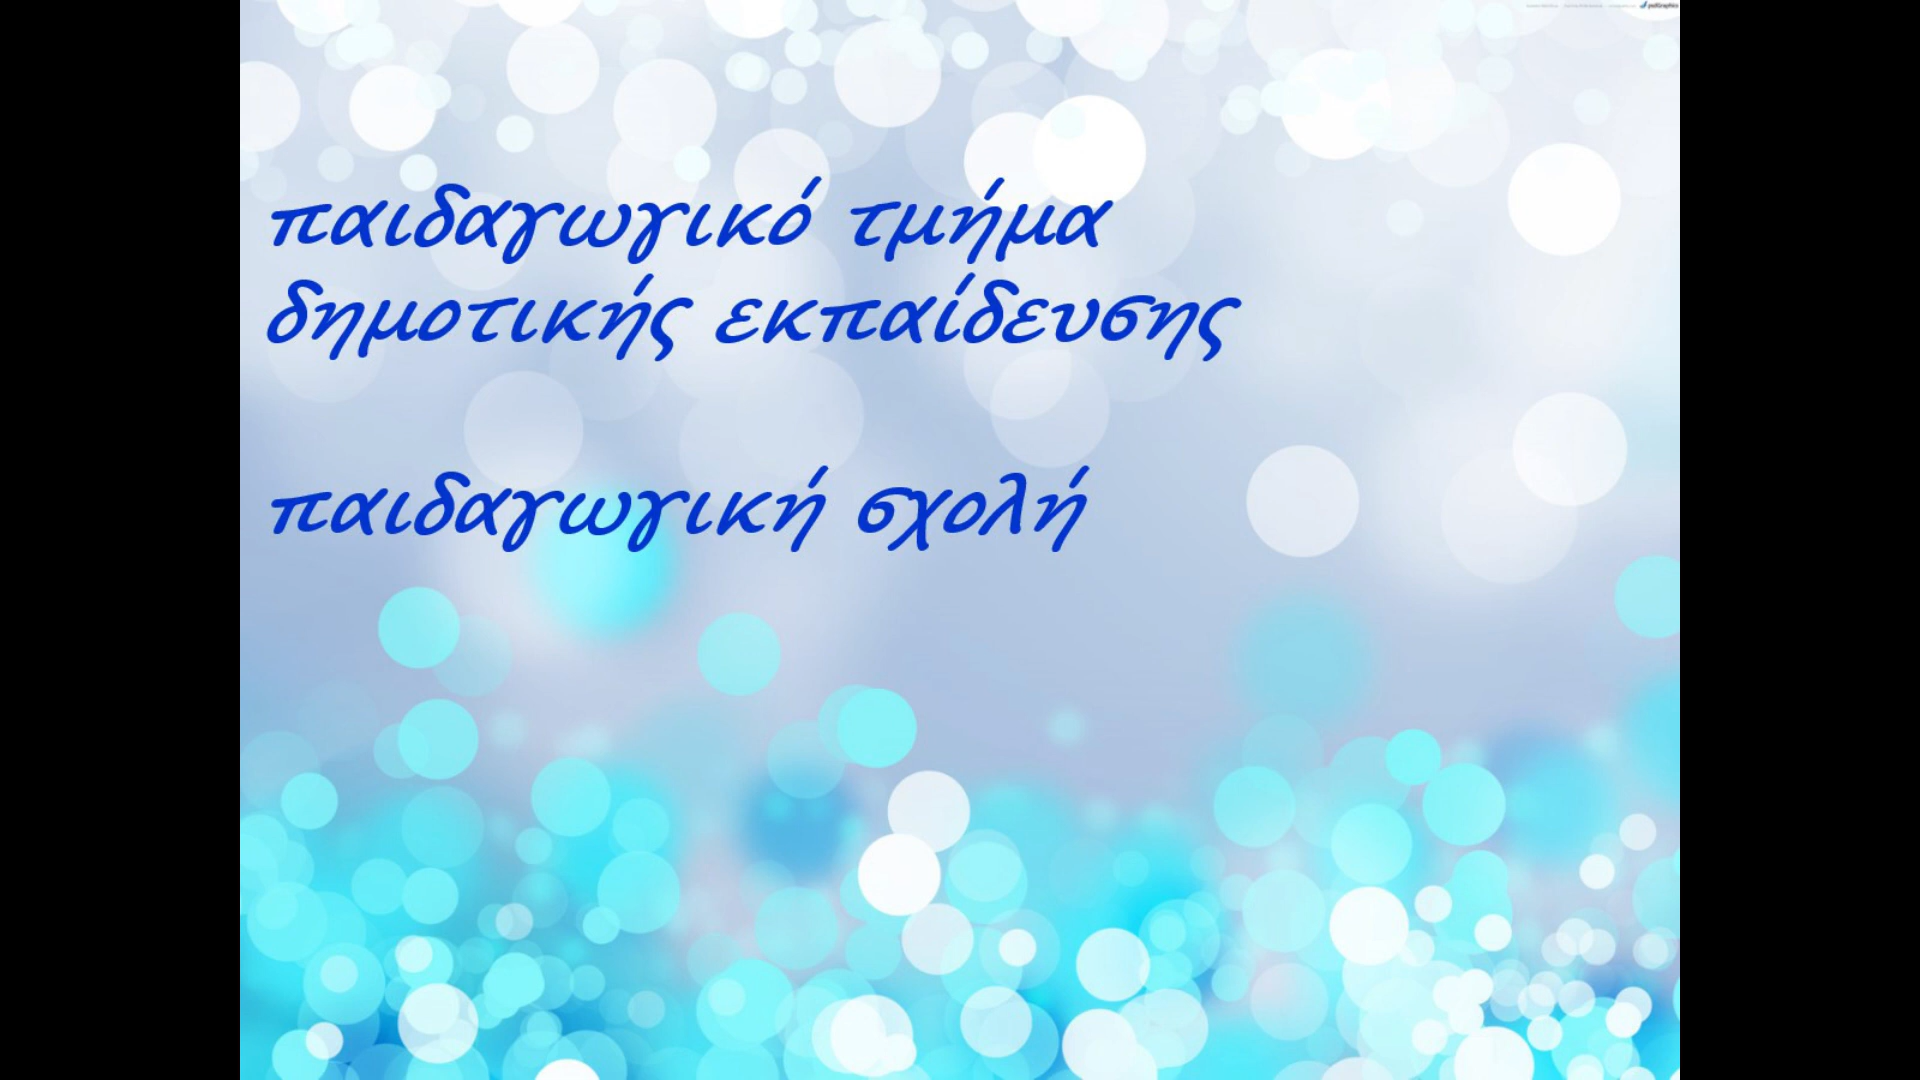 παιδαγωγικό τμήμα
δημοτικής εκπαίδευσης
παιδαγωγική σχολή